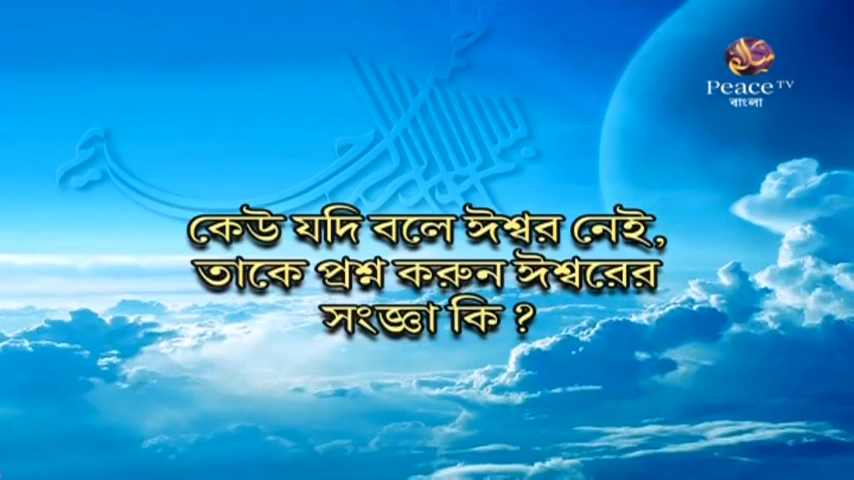 Peace TV
বাংলা
কেউ যদি বলে ঈশ্বর নেই,
তাকে প্রশ্ন করুন ঈশ্বরের
সংজ্ঞা কি ?